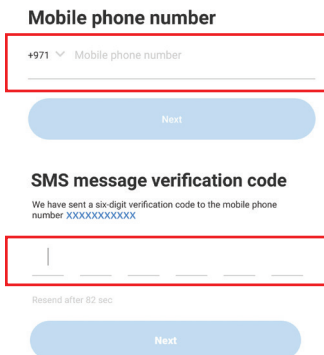 Mobile phone number
+971 Mobile phone number
Next
SMS message verification code
We have sent a six-digit verification code to the mobile phone
number XXXXXXXXXXX
Resend after 82 sec
Next